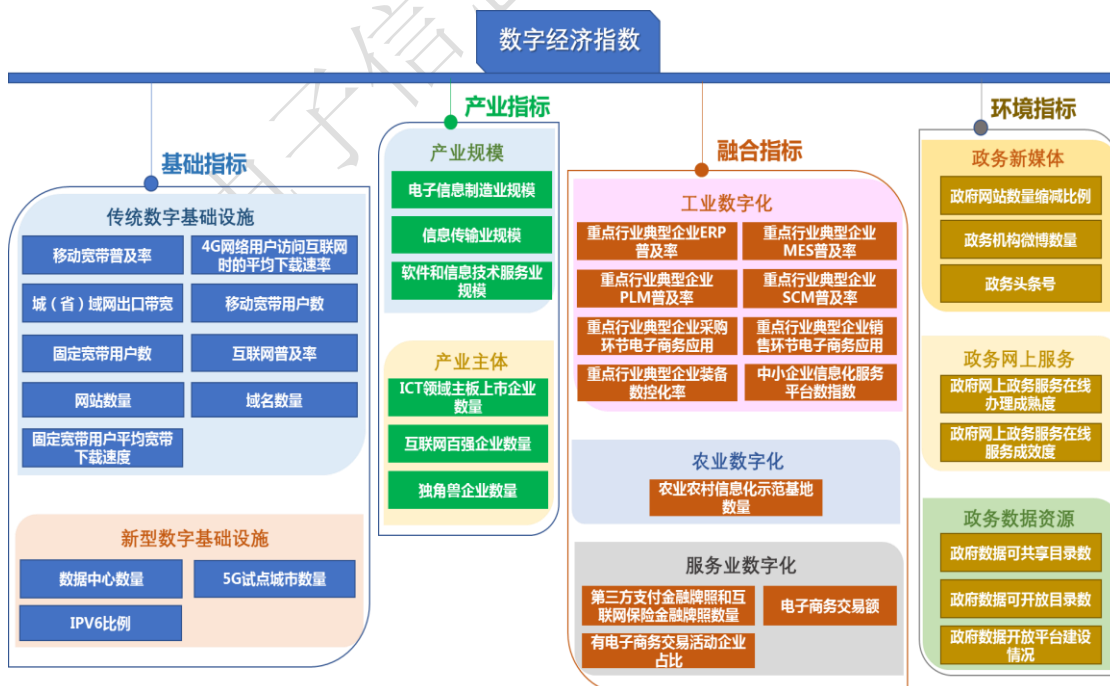 数字经济指数
基础指标
传统数字基础设施
移动宽带普及率
4G网络用户访问互联网
时的平均下载速率
城（省）域网出口带宽
移动宽带用户数
固定宽带用户数
互联网普及率
网站数量
域名数量
固定宽带用户平均宽带
下载速度
新型数字基础设施
数据中心数量
5G试点城市数量
IPV6比例
产业指标
产业规模
电子信息制造业规模
信息传输业规模
软件和信息技术服务业
规模
产业主体
ICT领域主板上市企业
数量
互联网百强企业数量
独角兽企业数量
融合指标
工业数字化
重点行业典型企业ERP
普及率
重点行业典型企业
MES普及率
重点行业典型企业
PLM普及率
重点行业典型企业
SCM普及率
重点行业典型企业采购
环节电子商务应用
重点行业典型企业销
售环节电子商务应用
重点行业典型企业装备
数控化率
中小企业信息化服务
平台数指数
农业数字化
农业农村信息化示范基地
数量
服务业数字化
第三方支付金融牌照和互
联网保险金融牌照数量
电子商务交易额
有电子商务交易活动企业
占比
环境指标
政务新媒体
政府网站数量缩减比例
政务机构微博数量
政务头条号
政务网上服务
政府网上政务服务在线
办理成熟度
政府网上政务服务在线
服务成效度
政务数据资源
政府数据可共享目录数
政府数据可开放目录数
政府数据开放平台建设
情况
电子信